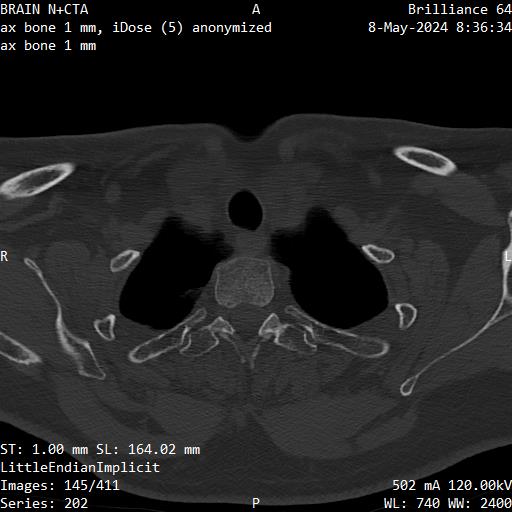 BRAIN N+CTA
A
Brilliance 64
ax bone 1 mm, iDose (5) anonymized
8-May-2024 8:36:34
ax bone 1 mm
R
L
ST: 1.00 mm SL: 164.02 mm
LittleEndianImplicit
Images: 145/411
502 mA 120.00kV
Series: 202
P
WL: 740 WW: 2400